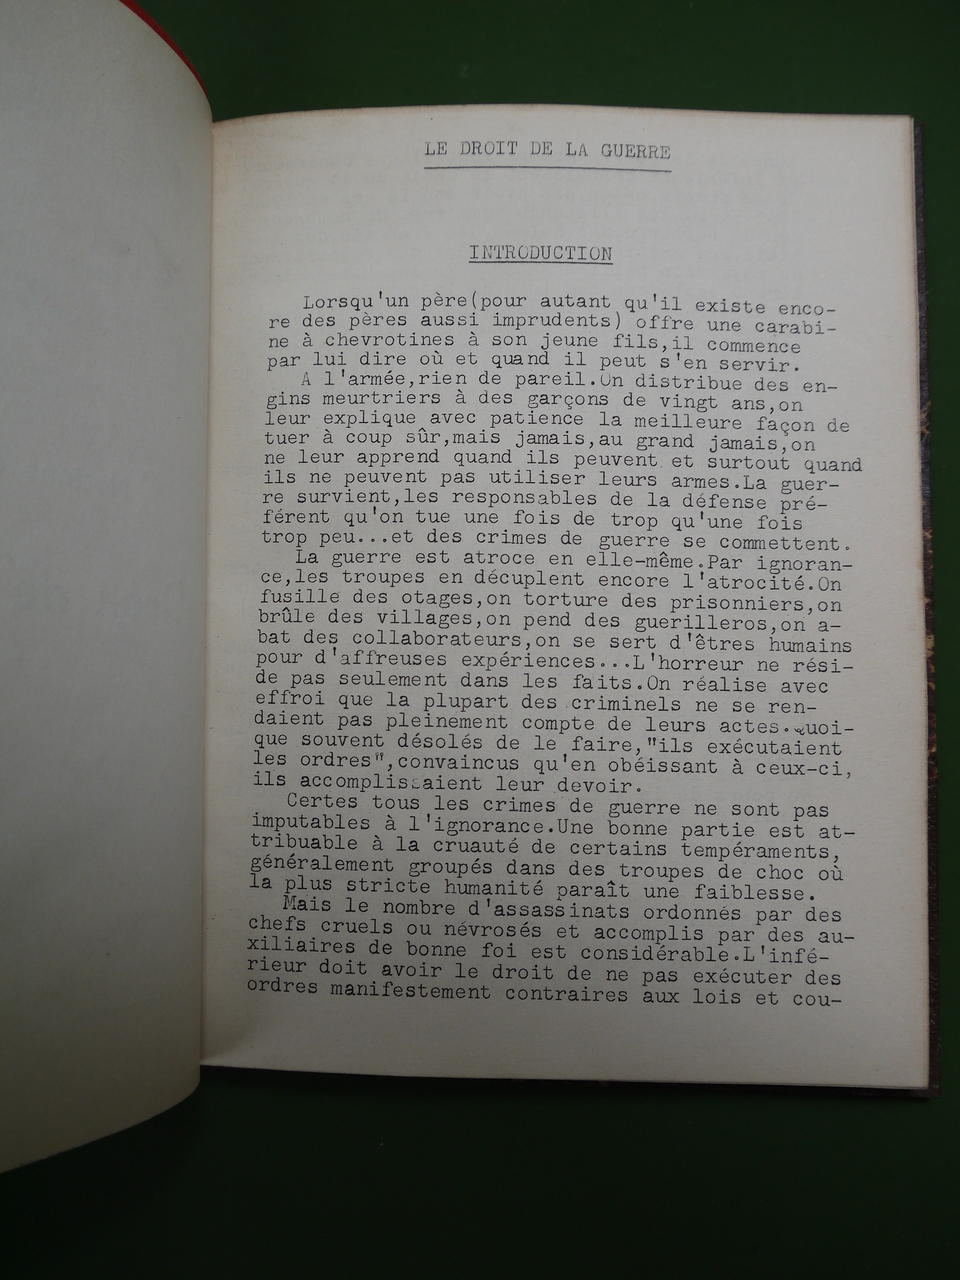 LE DROIT DE LA GUERRE
INTRODUCTION
Lorsqu'un père(pour autant qu'il existe enco-
re des pères aussi imprudents) offre une carabi-
ne à chevrotines à son jeune fils,il commence
par lui dire où et quand il peut s'en servir.
A l'armée,rien de pareil.On distribue des en-
gins meurtriers à des garçons de vingt ans,on
leur explique avec patience la meilleure façon de
tuer à coup sûr,mais jamais,au grand jamais,on
ne leur apprend quand ils peuvent et surtout quand
ils ne peuvent pas utiliser leurs armes.La guer-
re survient,les responsables de la défense pré-
férent qu'on tue une fois de trop qu'une fois
trop peu...et des crimes de guerre se commettent.
La guerre est atroce en elle-même.Par ignoran-
ce,les troupes en décuplent encore l'atrocité.On
fusille des otages,on torture des prisonniers,on
brûle des villages,on pend des guerilleros,on a-
bat des collaborateurs,on se sert d'êtres humains
pour d'affreuses expériences...L'horreur ne rési-
de pas seulement dans les faits.On réalise avec
effroi que la plupart des criminels ne se ren-
daient pas pleinement compte de leurs actes.Quoi-
que souvent désolés de le faire,"ils exécutaient
les ordres",convaincus qu'en obéissant à ceux-ci,
ils accomplissaient leur devoir.
Certes tous les crimes de guerre ne sont pas
imputables à l'ignorance.Une bonne partie est at-
tribuable à la cruauté de certains tempéraments,
généralement groupés dans des troupes de choc où
la plus stricte humanité paraît une faiblesse.
Mais le nombre d'assassinats ordonnés par des
chefs cruels ou névrosés et accomplis par des au-
xiliaires de bonne foi est considérable.L'infé-
rieur doit avoir le droit de ne pas exécuter des
ordres manifestement contraires aux lois et cou-